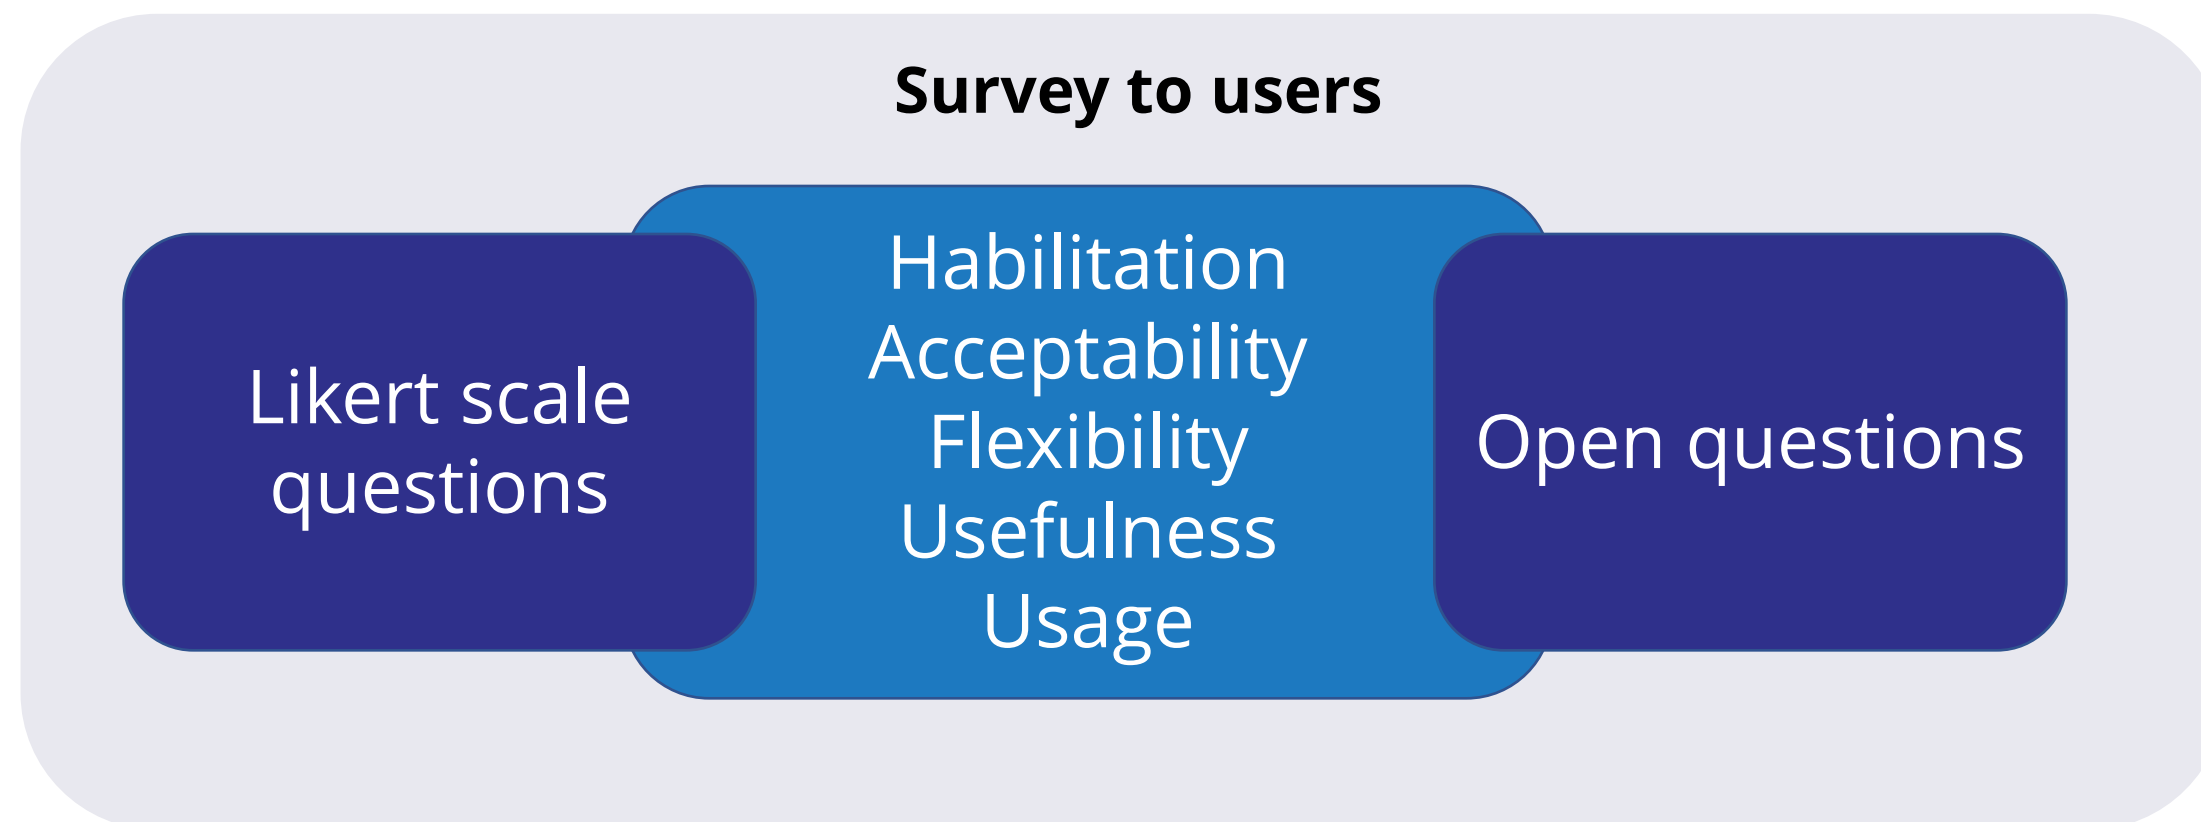 Survey to users
Likert scale
questions
Habilitation
Acceptability
Flexibility
Usefulness
Usage
Open questions